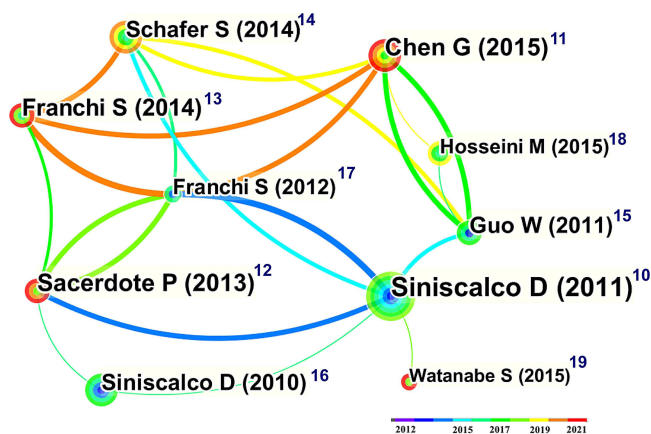 Schafer S (2014) 14
Chen G (2015) 11
Franchi S (2014) 13
Hosseini M (2015) 18
Franchi S (2012) 17
Guo W (2011) 15
Sacerdote P (2013) 12
Siniscalco D (2011) 10
Siniscalco D (2010) 16
Watanabe S (2015) 19
2012 2015 2017 2019 2021